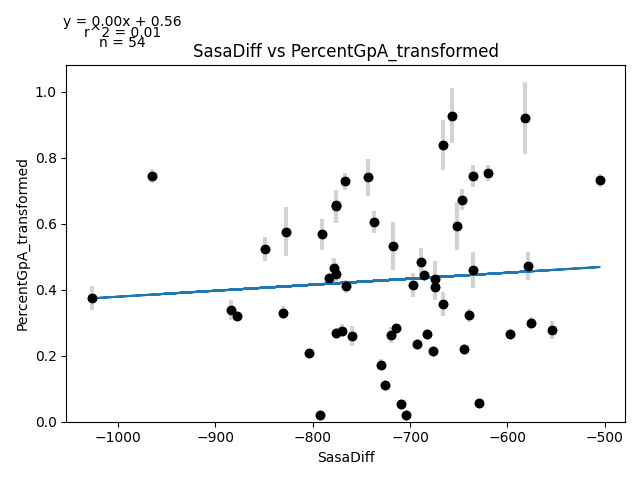 y = 0.00x + 0.56
r^2 = 0.01
n = 54
SasaDiff vs PercentGpA_transformed
1.0
0.8
0.6
0.4
0.2
0.0
PercentGpA_transformed
−1000 −900 −800 −700 −600 −500
SasaDiff